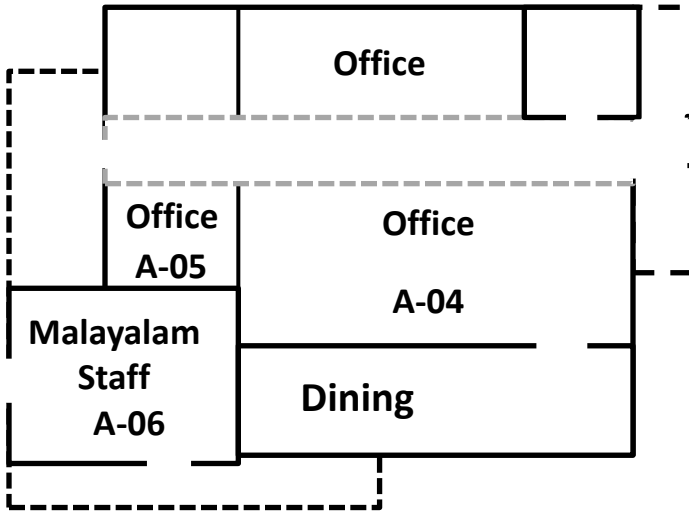 Office
Office
A-05
Office
A-04
Malayalam
Staff
A-06
Dining